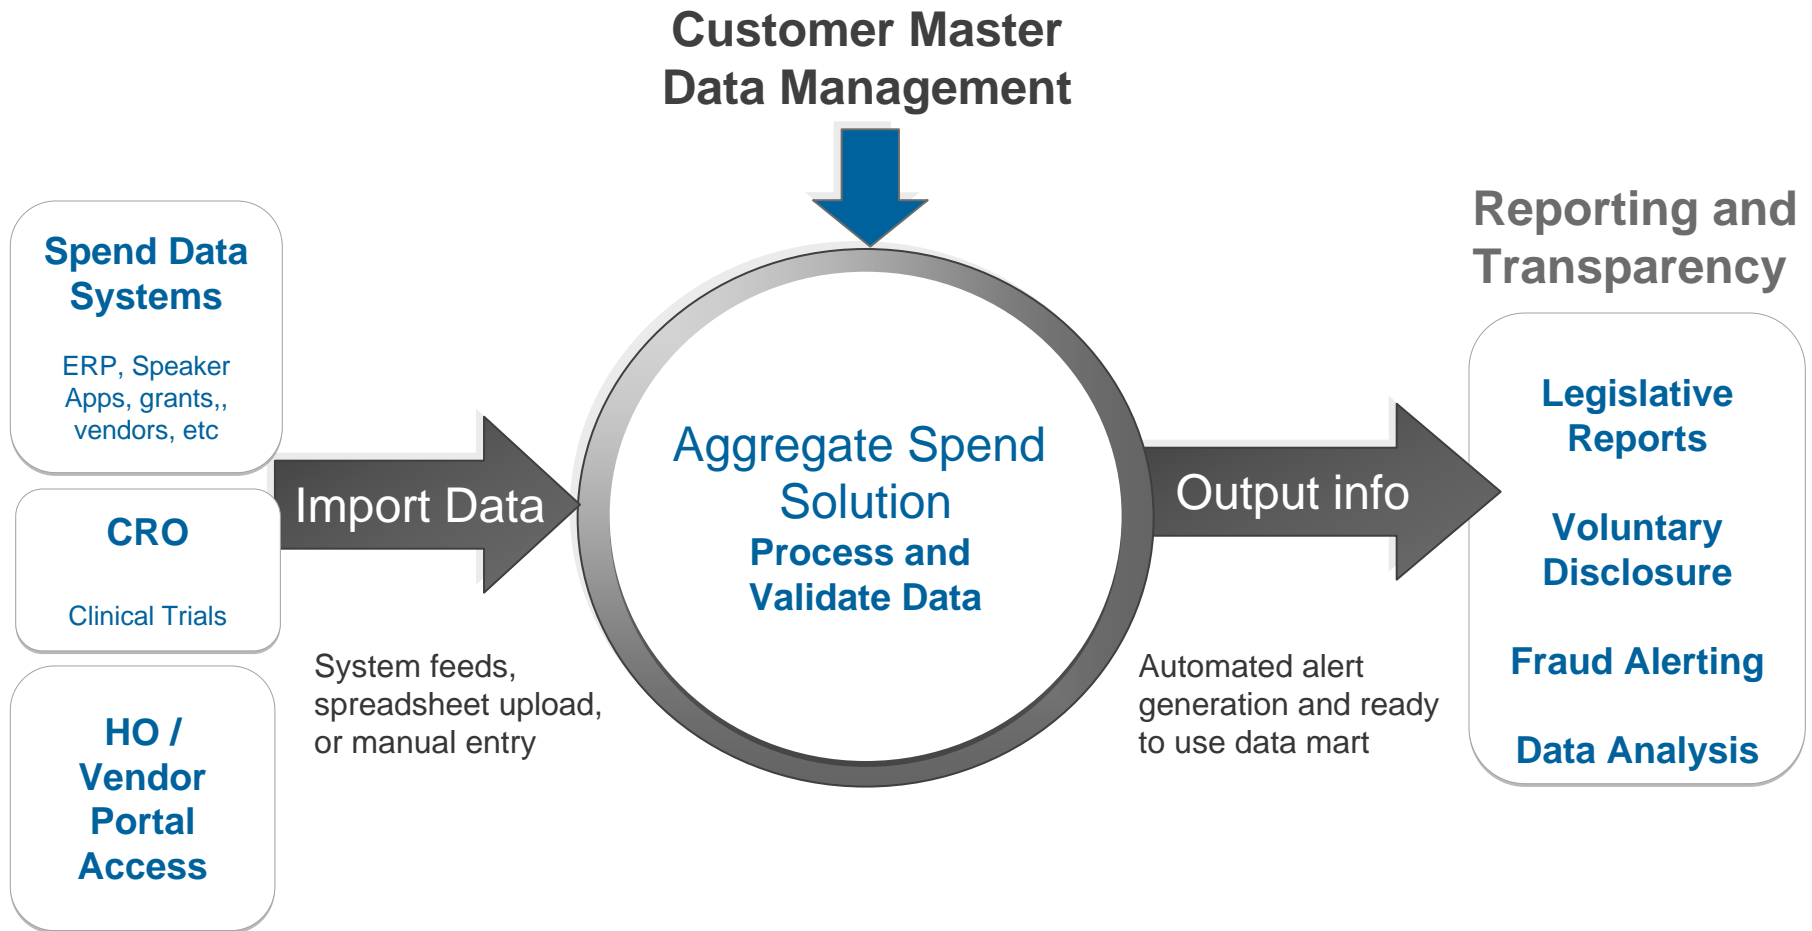 Customer Master
Data Management
Spend Data
Systems
ERP, Speaker
Apps, grants,,
vendors, etc
CRO
Clinical Trials
HO /
Vendor
Portal
Access
Import Data
System feeds,
spreadsheet upload,
or manual entry
Aggregate Spend
Solution
Process and
Validate Data
Output info
Automated alert
generation and ready
to use data mart
Reporting and
Transparency
Legislative
Reports
Voluntary
Disclosure
Fraud Alerting
Data Analysis